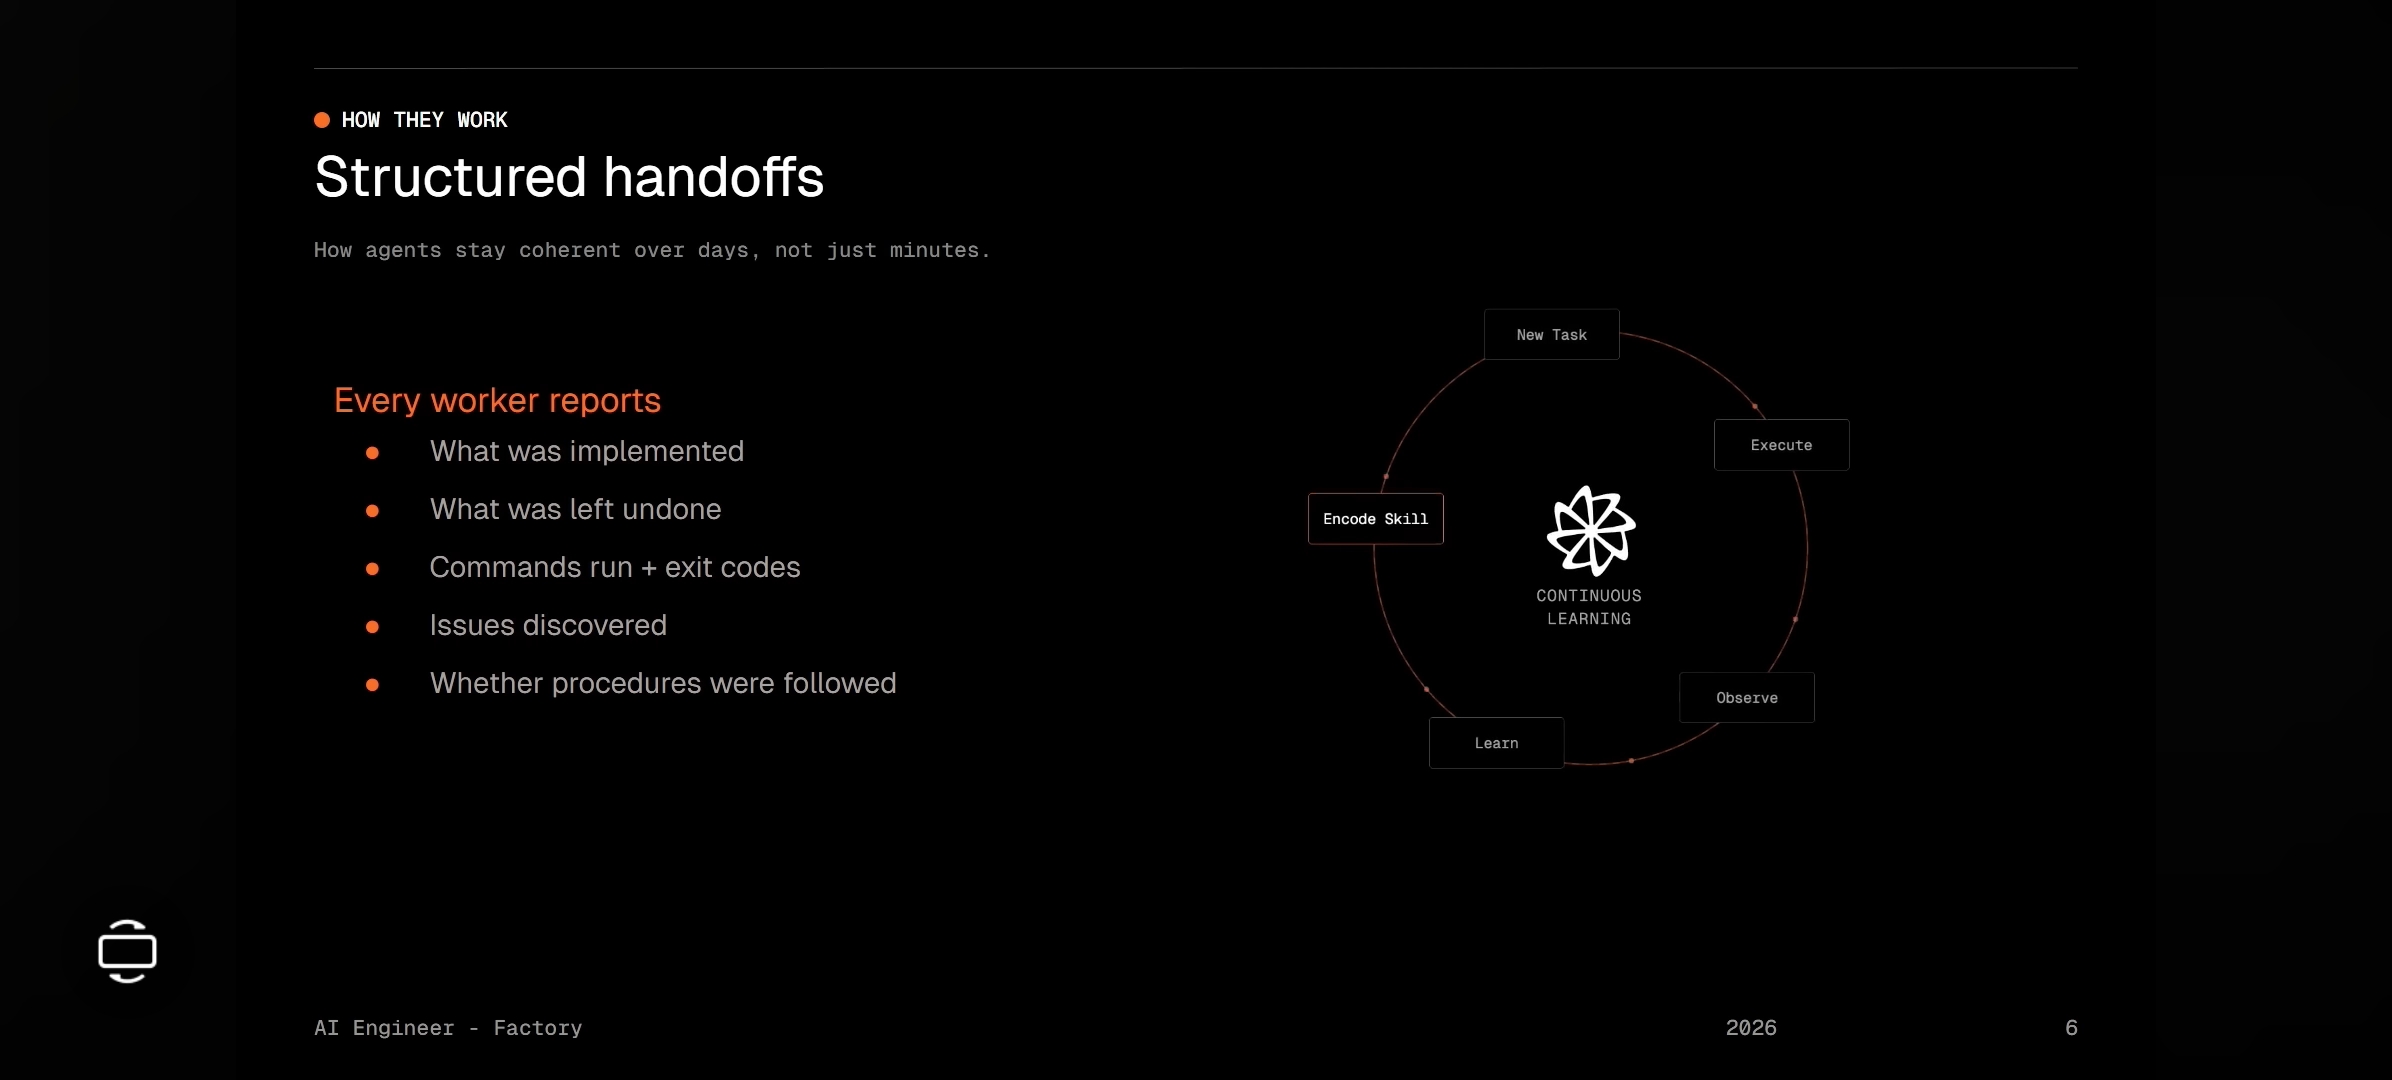 HOW THEY WORK
Structured handoffs
How agents stay coherent over days, not just minutes.
Every worker reports
What was implemented
What was left undone
Commands run + exit codes
Issues discovered
Whether procedures were followed
New Task
Execute
Encode Skill
CONTINUOUS
LEARNING
Observe
Learn
AI Engineer - Factory
2026
6